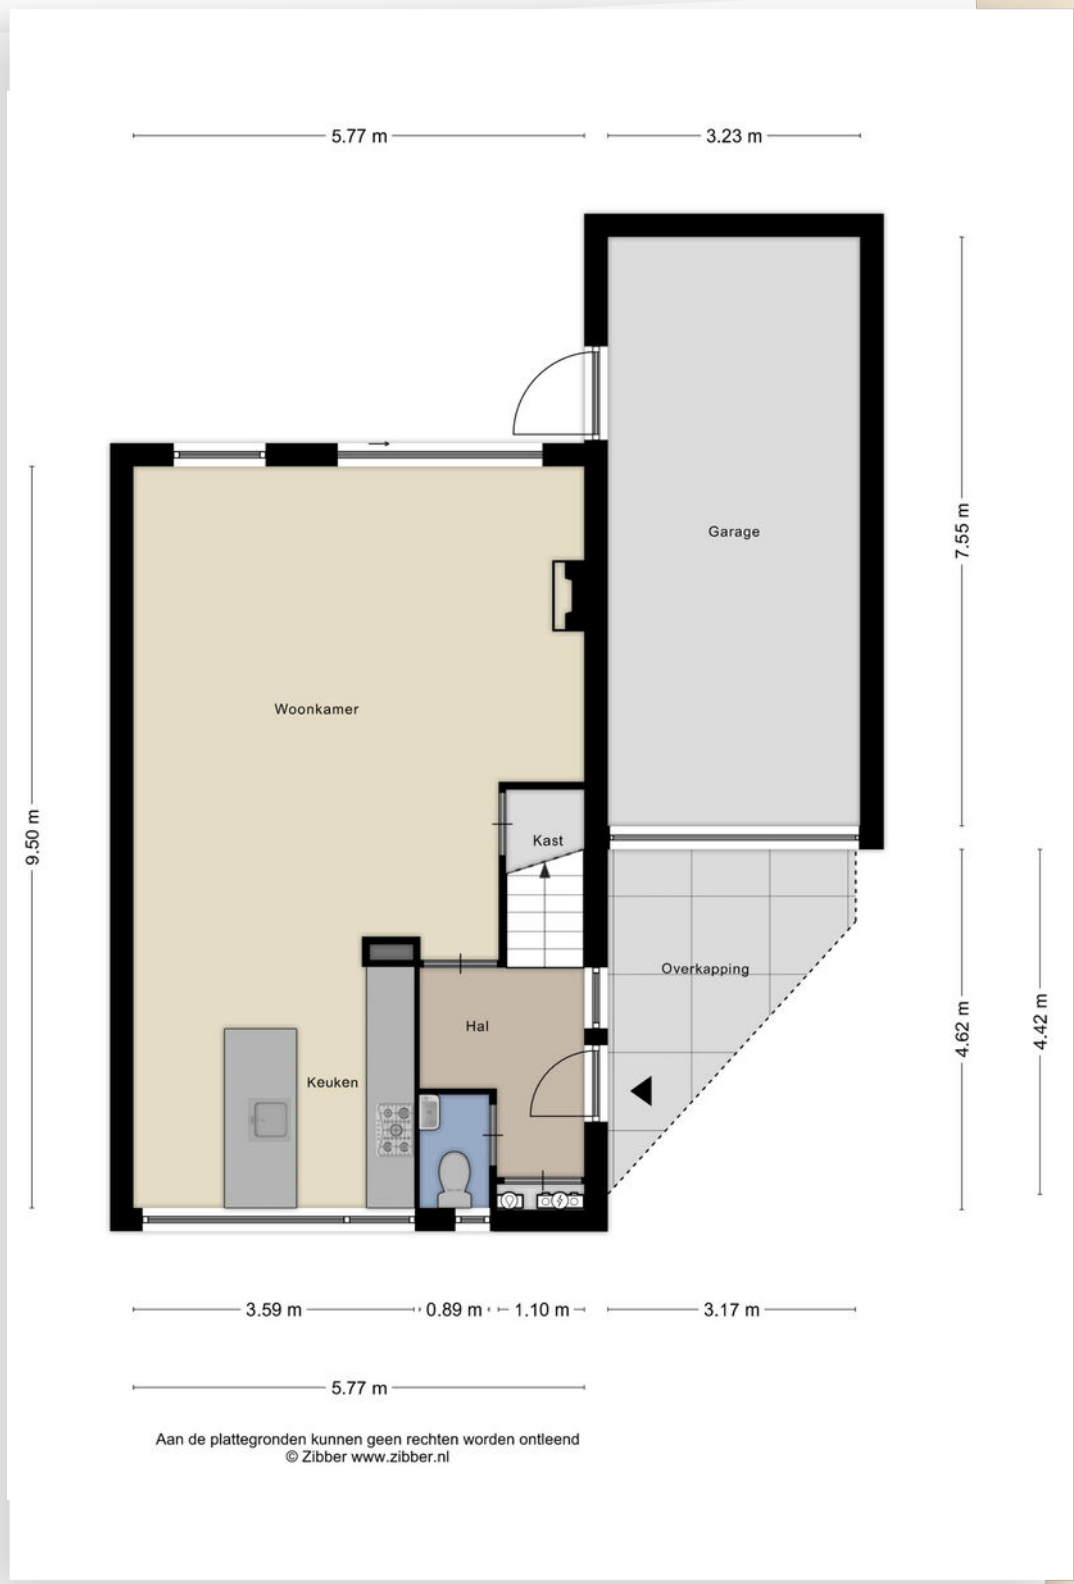 5.77 m
3.23 m
Garage
7.55 m
Woonkamer
9.50 m
Kast
Overkapping
Hal
4.62 m
4.42 m
Keuken
3.59 m
0.89 m
1.10 m
3.17 m
5.77 m
Aan de plattegronden kunnen geen rechten worden ontleend
© Zibber www.zibber.nl